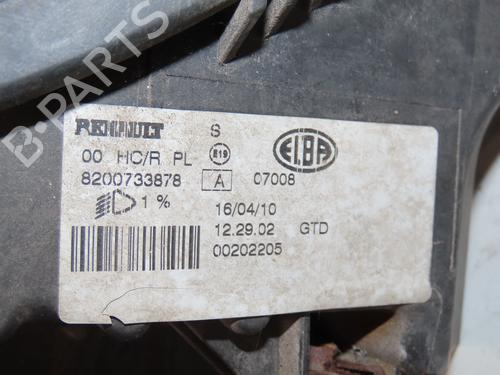 B-PARTS
RENAULT S
00 HC/R PL E19 ELBA
8200733878 A 07008
1 % 16/04/10
12.29.02 GTD
00202205